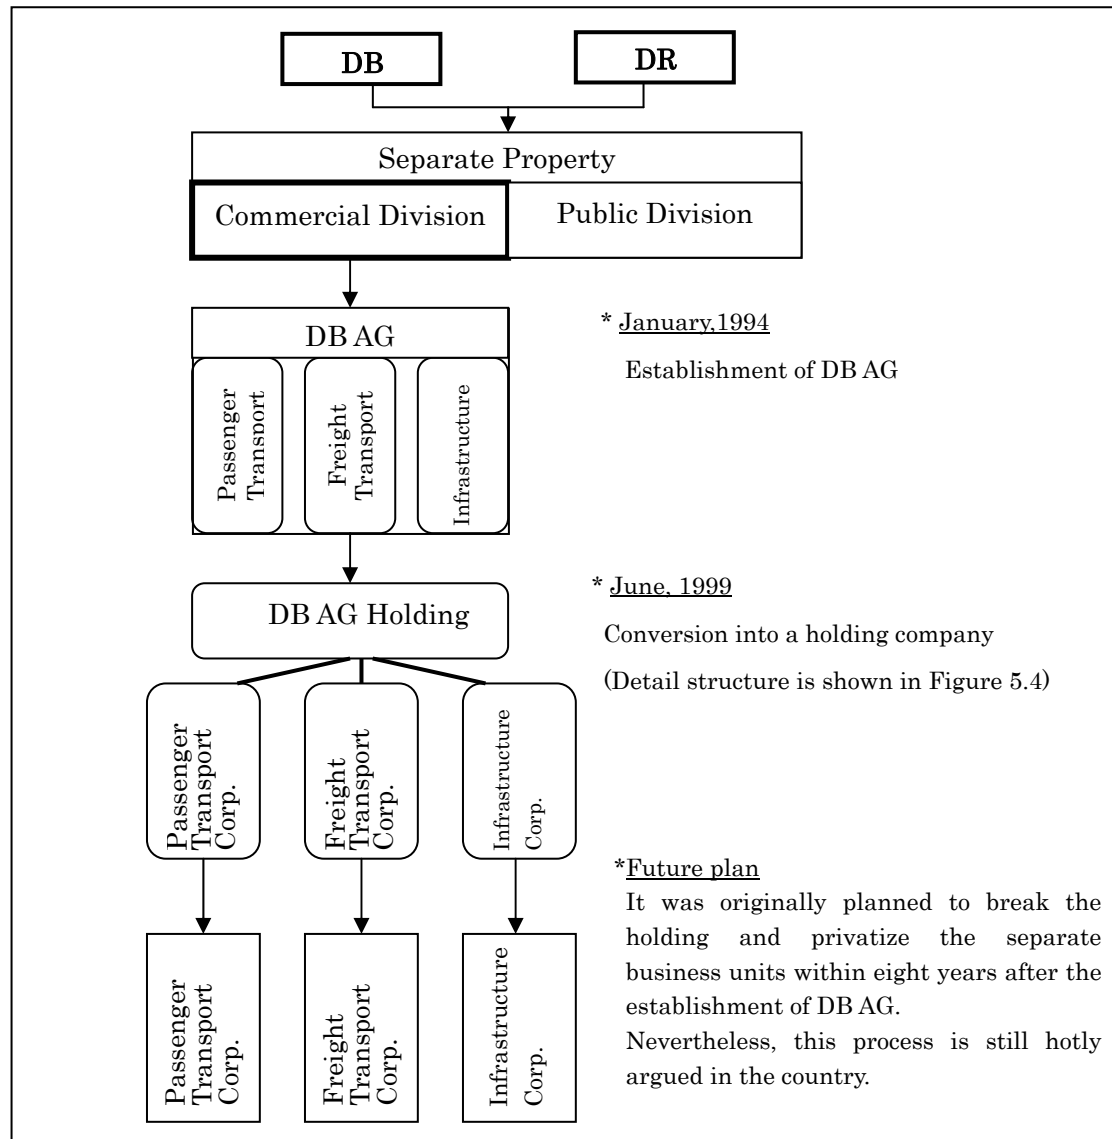 DB
DR
Separate Property
Commercial Division
Public Division
DB AG
Passenger
Transport
Freight
Transport
Infrastructure
* January,1994
Establishment of DB AG
DB AG Holding
* June, 1999
Conversion into a holding company
(Detail structure is shown in Figure 5.4)
Passenger
Transport
Corp.
Freight
Transport
Corp.
Infrastructure
Corp.
*Future plan
It was originally planned to break the
holding and privatize the separate
business units within eight years after the
establishment of DB AG.
Nevertheless, this process is still hotly
argued in the country.
Passenger
Transport
Corp.
Freight
Transport
Corp.
Infrastructure
Corp.